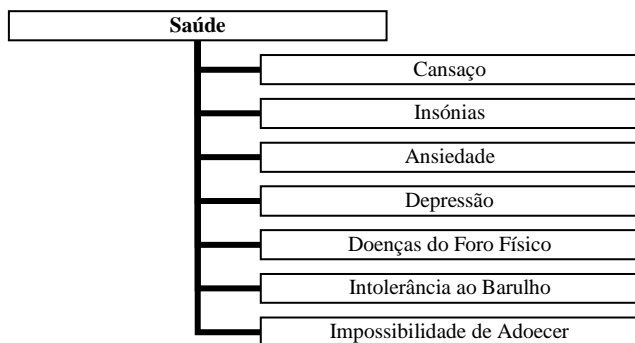 Saúde
Cansaço
Insónias
Ansiedade
Depressão
Doenças do Foro Físico
Intolerância ao Barulho
Impossibilidade de Adoecer